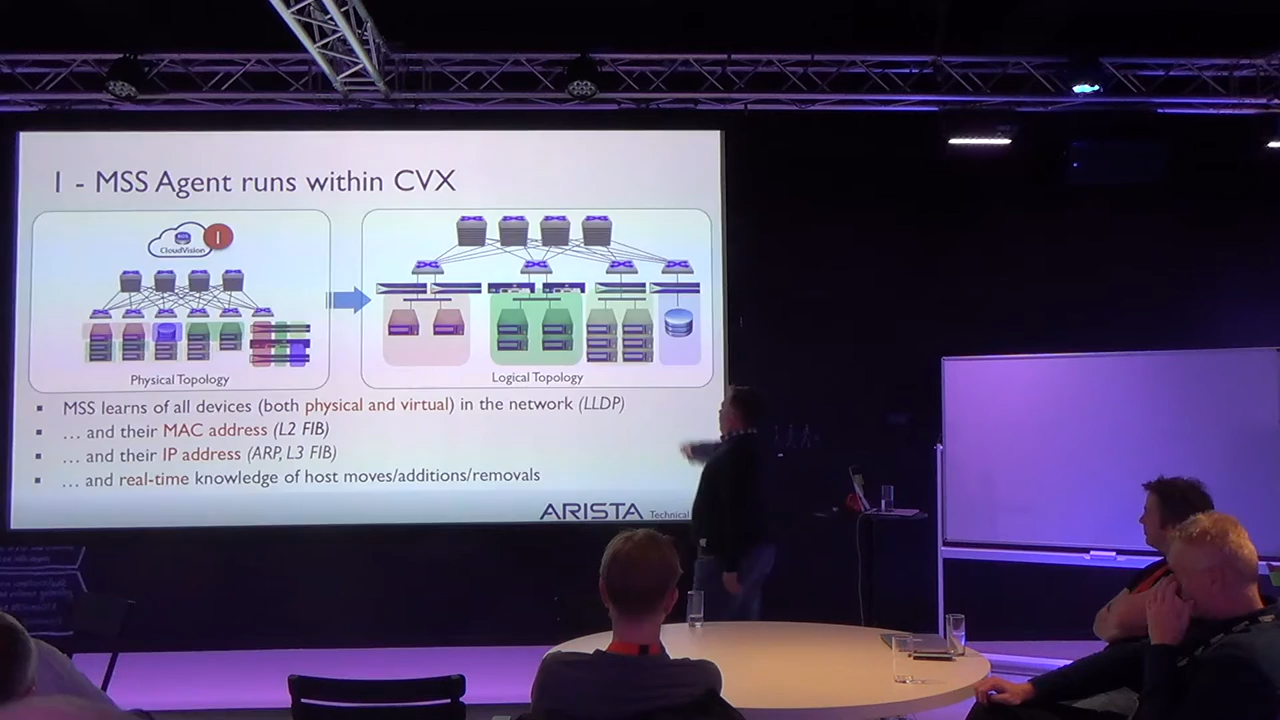 1 - MSS Agent runs within CVX
CloudVision
1
Physical Topology
Logical Topology
▪ MSS learns of all devices (both physical and virtual) in the network (LLDP)
▪ … and their MAC address (L2 FIB)
▪ … and their IP address (ARP, L3 FIB)
▪ … and real-time knowledge of host moves/additions/removals
ARISTA Technical